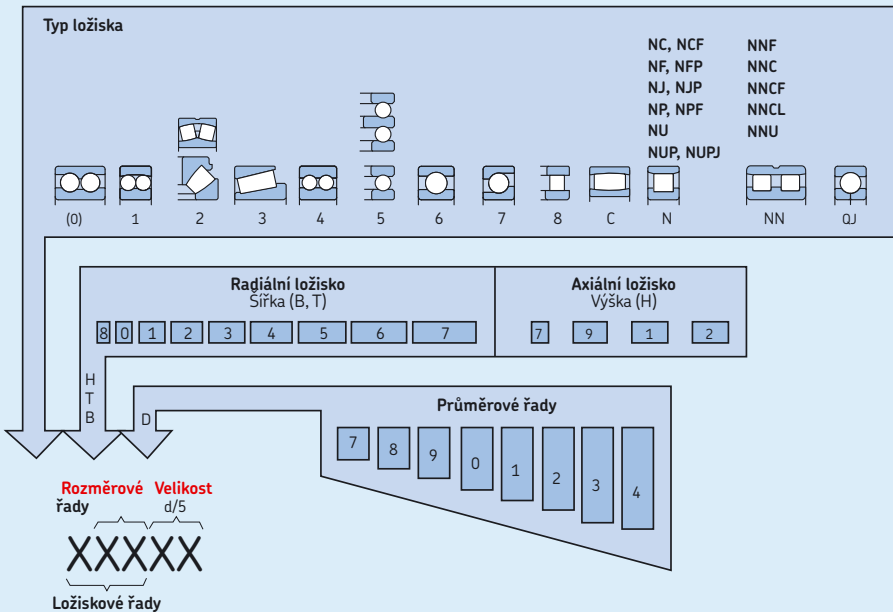 Typ ložiska
NC, NCF
NF, NFP
NJ, NJP
NP, NPF
NU
NUP, NUPJ
NNF
NNC
NNCF
NNCL
NNU
(0) 1 2 3 4 5 6 7 8 C N NN QJ
Radiální ložisko
Šířka (B, T)
8 0 1 2 3 4 5 6 7
Axiální ložisko
Výška (H)
7 9 1 2
H
T
B
D
Průměrové řady
7 8 9 0 1 2 3 4
Rozměrové Velikost
řady d/5
XXXXX
Ložiskové řady